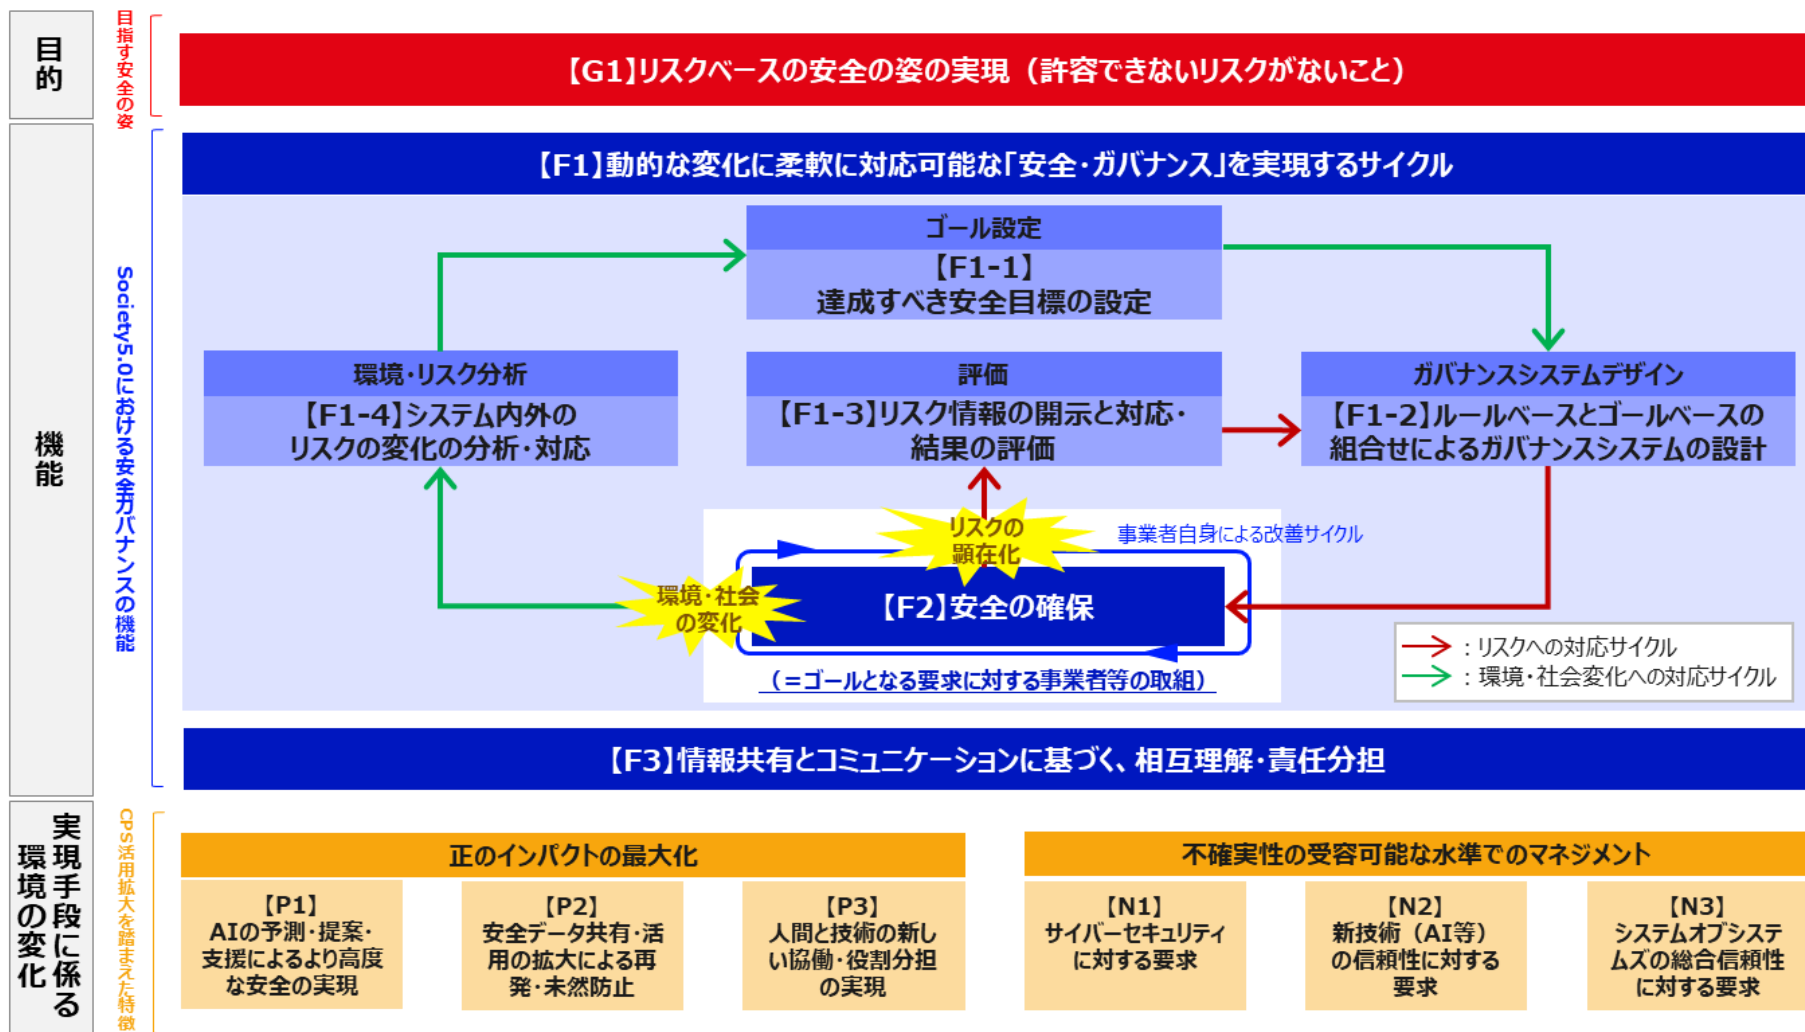 目的
目指す安全の姿
【G1】リスクベースの安全の姿の実現（許容できないリスクがないこと）
機能
Society5.0における安全ガバナンスの機能
【F1】動的な変化に柔軟に対応可能な「安全・ガバナンス」を実現するサイクル
ゴール設定
【F1-1】
達成すべき安全目標の設定
環境・リスク分析
【F1-4】システム内外の
リスクの変化の分析・対応
評価
【F1-3】リスク情報の開示と対応・
結果の評価
ガバナンスシステムデザイン
【F1-2】ルールベースとゴールベースの
組合せによるガバナンスシステムの設計
リスクの
顕在化
事業者自身による改善サイクル
環境・社会
の変化
【F2】安全の確保
（＝ゴールとなる要求に対する事業者等の取組）
：リスクへの対応サイクル
：環境・社会変化への対応サイクル
【F3】情報共有とコミュニケーションに基づく、相互理解・責任分担
実現手段に係る
環境の変化
CPS活用拡大を踏まえた特徴
正のインパクトの最大化
【P1】
AIの予測・提案・
支援によるより高度
な安全の実現
【P2】
安全データ共有・活
用の拡大による再
発・未然防止
【P3】
人間と技術の新し
い協働・役割分担
の実現
不確実性の受容可能な水準でのマネジメント
【N1】
サイバーセキュリティ
に対する要求
【N2】
新技術（AI等）
の信頼性に対する
要求
【N3】
システムオブシステ
ムズの総合信頼性
に対する要求